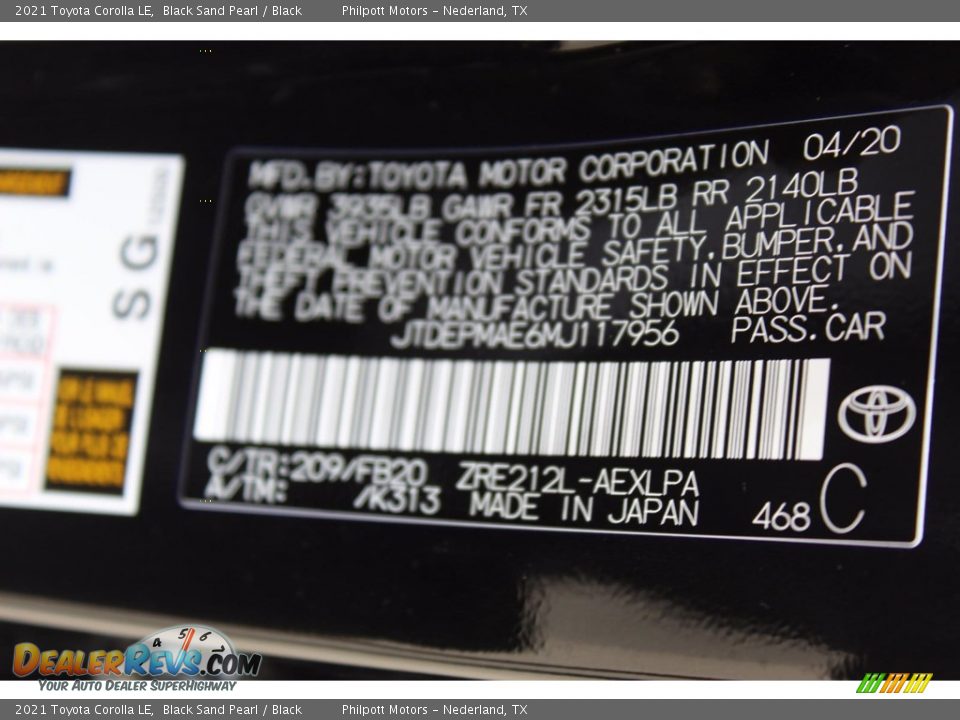 2021 Toyota Corolla LE, Black Sand Pearl / Black Philpott Motors – Nederland, TX
MFD.BY:TOYOTA MOTOR CORPORATION 04/20
GVWR 3935LB GAWR FR 2315LB RR 2140LB
THIS VEHICLE CONFORMS TO ALL APPLICABLE
FEDERAL MOTOR VEHICLE SAFETY,BUMPER,AND
THEFT PREVENTION STANDARDS IN EFFECT ON
THE DATE OF MANUFACTURE SHOWN ABOVE.
JTDEPMAE6MJ117956 PASS.CAR
C/TR:209/FB20 ZRE212L-AEXLPA
A/TM: /K313 MADE IN JAPAN
468 C
S G
4 5 6 7
DEALERREVS.COM
YOUR AUTO DEALER SUPERHIGHWAY
2021 Toyota Corolla LE, Black Sand Pearl / Black Philpott Motors – Nederland, TX